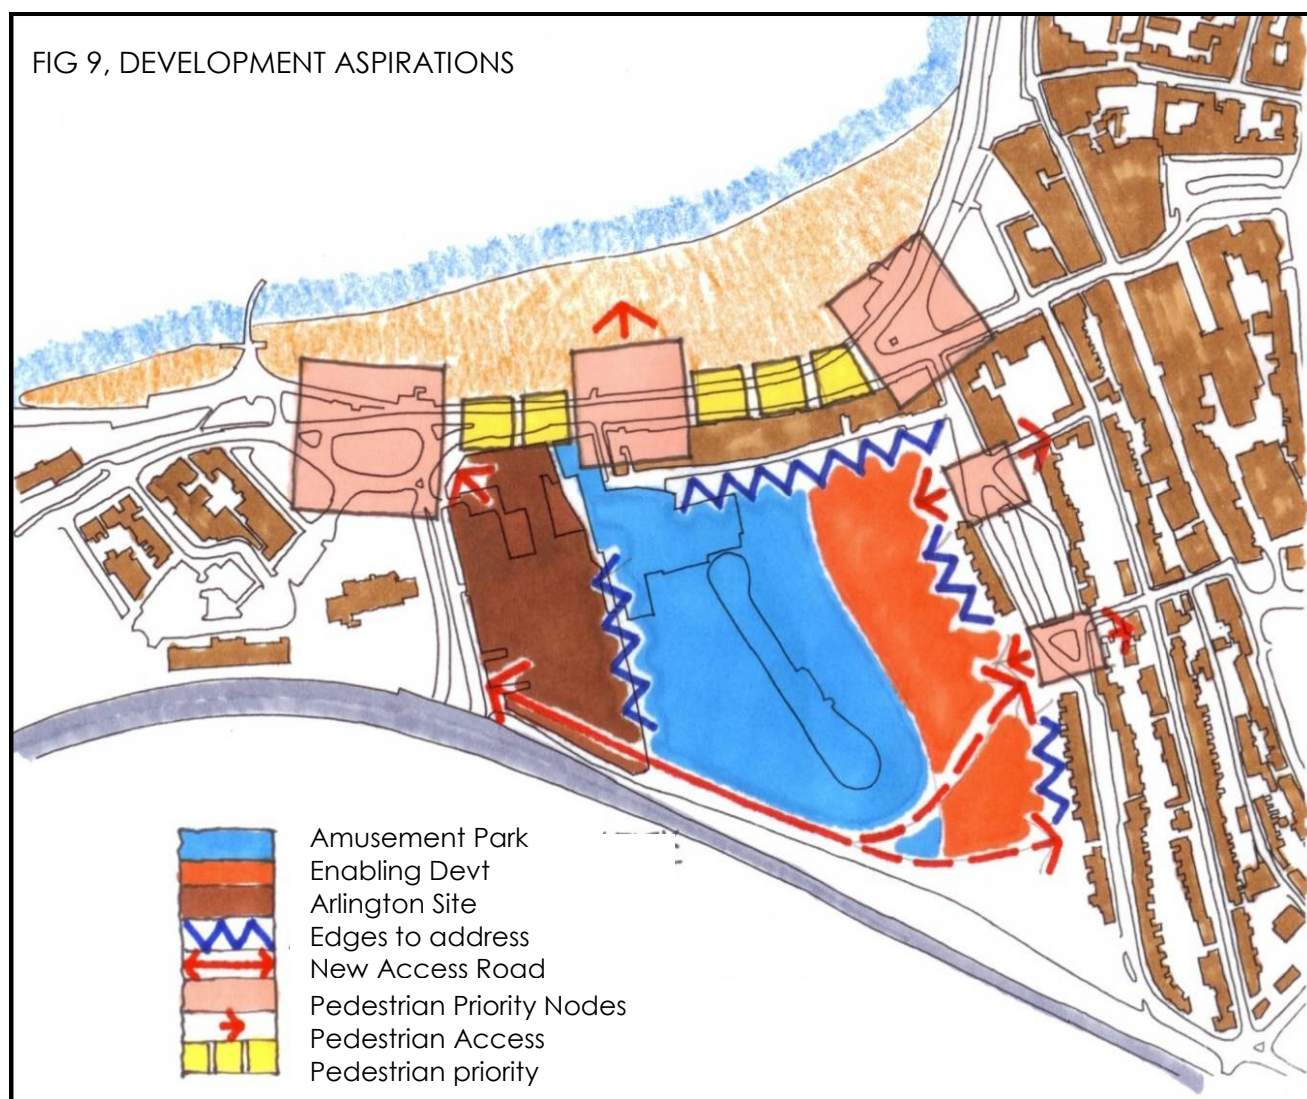 FIG 9, DEVELOPMENT ASPIRATIONS
Amusement Park
Enabling Devt
Arlington Site
Edges to address
New Access Road
Pedestrian Priority Nodes
Pedestrian Access
Pedestrian priority